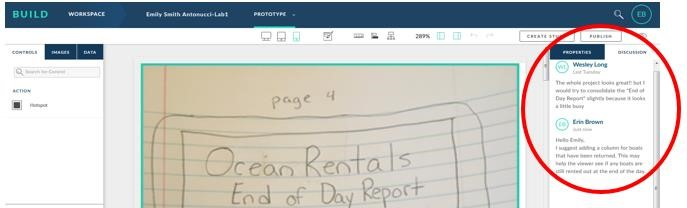 BUILD WORKSPACE Emily Smith Antonucci-Lab1 PROTOTYPE EB
289% CREATE PUBLISH
CONTROLS IMAGES DATA
Search for Control
ACTION
Hotspot
page 4
Ocean Rentals
End of Day Report
PROPERTIES DISCUSSION
WL Wesley Long
Last Tuesday
The whole project looks great!! but I
would try to consolidate the "End of
Day Report" slightly because it looks
a little busy
EB Erin Brown
Just now
Hello Emily,
I suggest adding a column for boats
that have been returned. This may
help the viewer see if any boats are
still rented out at the end of the day